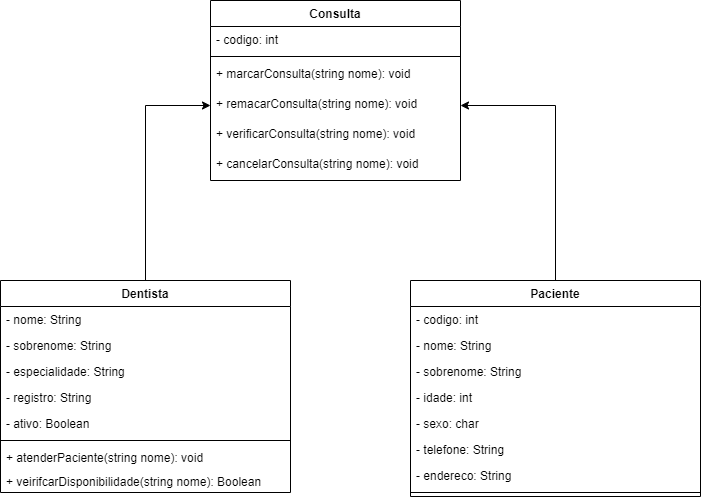 Consulta
- codigo: int
+ marcarConsulta(string nome): void
+ remacarConsulta(string nome): void
+ verificarConsulta(string nome): void
+ cancelarConsulta(string nome): void
Dentista
- nome: String
- sobrenome: String
- especialidade: String
- registro: String
- ativo: Boolean
+ atenderPaciente(string nome): void
+ veirifcarDisponibilidade(string nome): Boolean
Paciente
- codigo: int
- nome: String
- sobrenome: String
- idade: int
- sexo: char
- telefone: String
- endereco: String